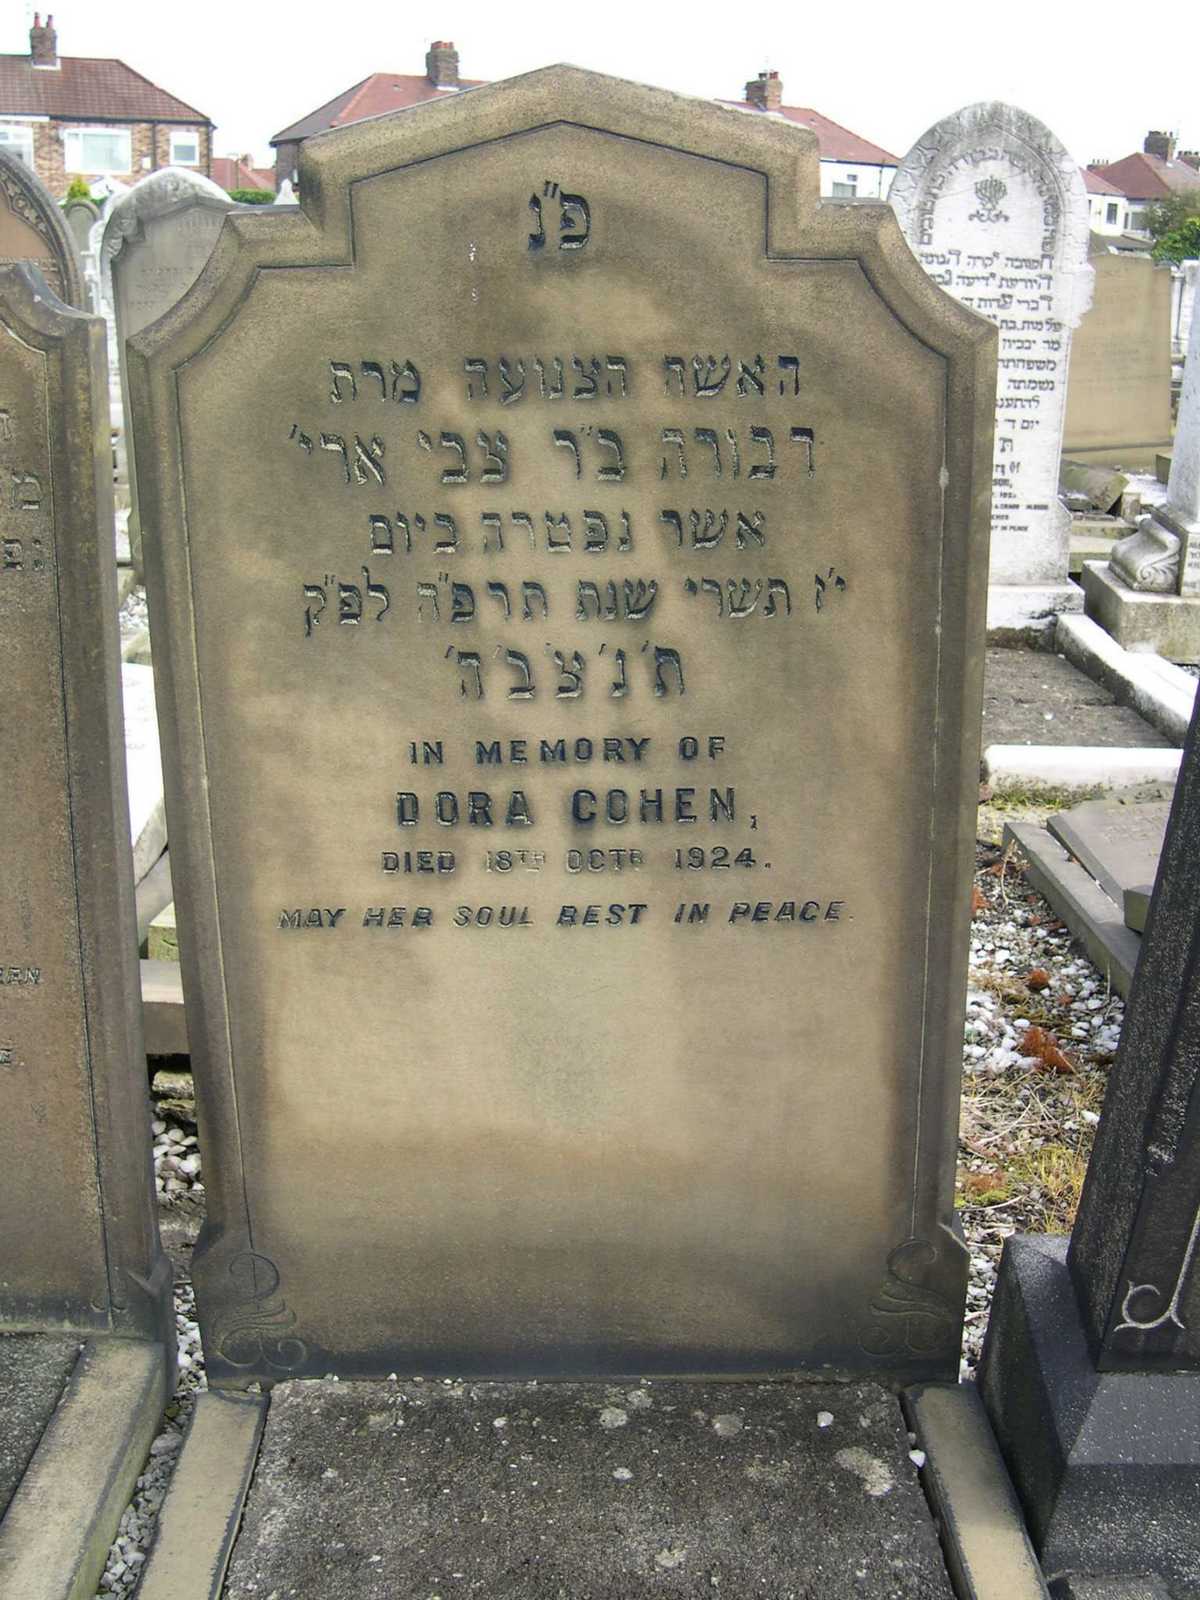 פ"נ
האשה הצנועה מרת
דבורה ב"ר צבי ארי'
אשר נפטרה ביום
י"ז תשרי שנת תרפ"ה לפ"ק
ת'נ'צ'ב'ה'
IN MEMORY OF
DORA COHEN,
DIED 18TH OCTR 1924.
MAY HER SOUL REST IN PEACE.